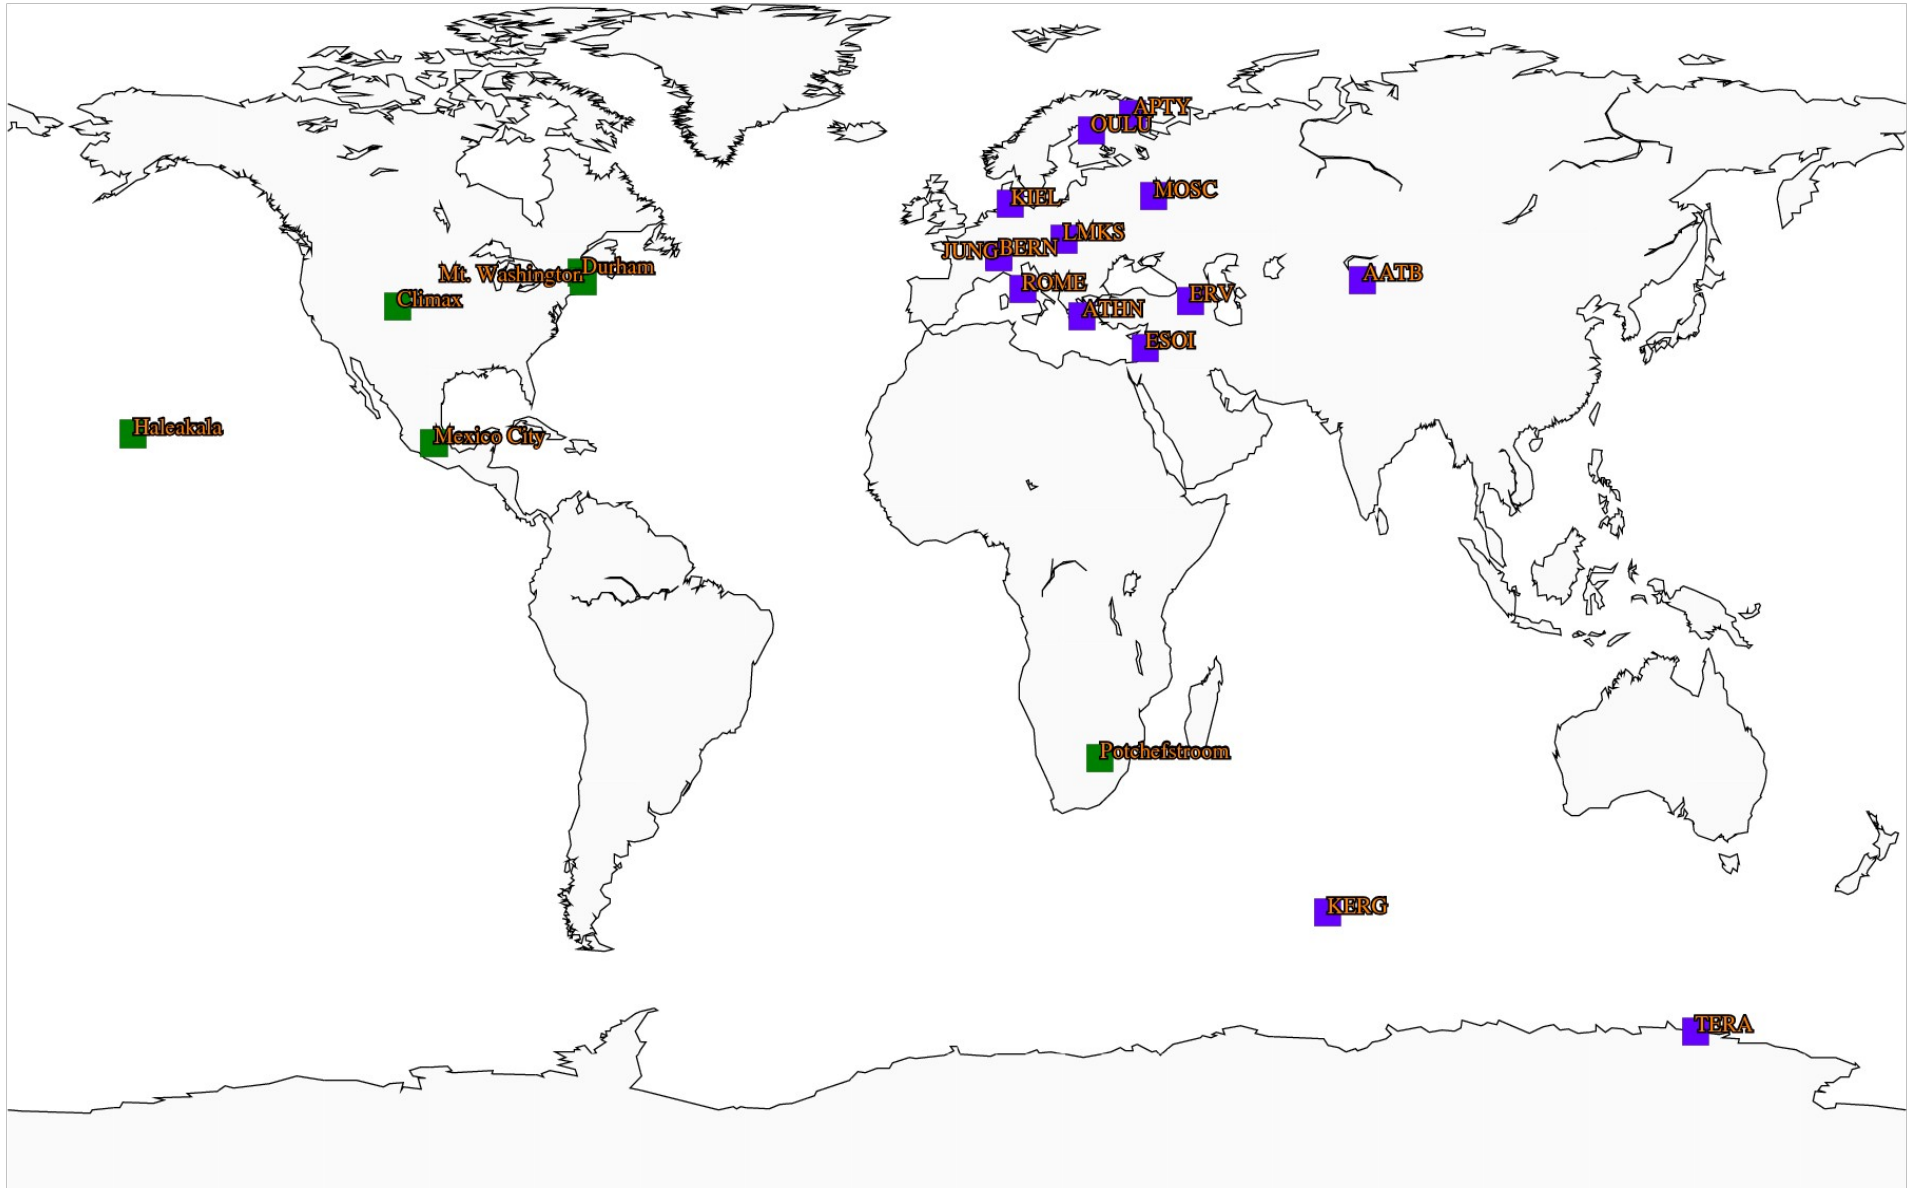 APTY
OULU
MOSC
KIEL
LMKS
JUNG
BERN
Durham
Mt. Washington
AATB
ROME
ERV
Climax
ATHN
ESOI
Haleakala
Mexico City
Potchefstroom
KERG
TERA